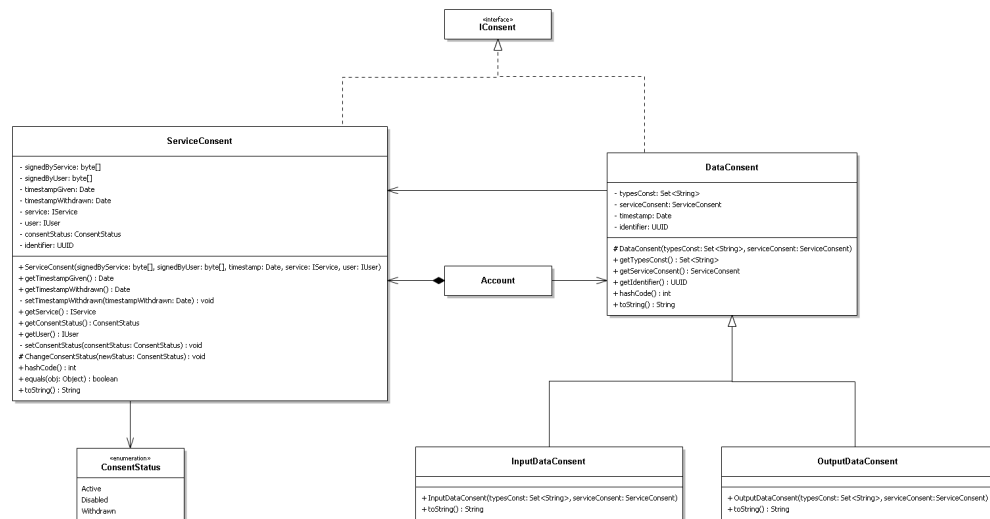 «interface»
IConsent
ServiceConsent
- signedByService: byte[]
- signedByUser: byte[]
- timestampGiven: Date
- timestampWithdrawn: Date
- service: IService
- user: IUser
- consentStatus: ConsentStatus
- identifier: UUID
+ ServiceConsent(signedByService: byte[], signedByUser: byte[], timestamp: Date, service: IService, user: IUser)
+ getTimestampGiven() : Date
+ getTimestampWithdrawn() : Date
- setTimestampWithdrawn(timestampWithdrawn: Date) : void
+ getService() : IService
+ getConsentStatus() : ConsentStatus
+ getUser() : IUser
- setConsentStatus(consentStatus: ConsentStatus) : void
# ChangeConsentStatus(newStatus: ConsentStatus) : void
+ hashCode() : int
+ equals(obj: Object) : boolean
+ toString() : String
DataConsent
- typesConst: Set<String>
- serviceConsent: ServiceConsent
- timestamp: Date
- identifier: UUID
# DataConsent(typesConst: Set<String>, serviceConsent: ServiceConsent)
+ getTypesConst() : Set<String>
+ getServiceConsent() : ServiceConsent
+ getIdentifier() : UUID
+ hashCode() : int
+ toString() : String
Account
«enumeration»
ConsentStatus
Active
Disabled
Withdrawn
InputDataConsent
+ InputDataConsent(typesConst: Set<String>, serviceConsent: ServiceConsent)
+ toString() : String
OutputDataConsent
+ OutputDataConsent(typesConst: Set<String>, serviceConsent:ServiceConsent)
+ toString() : String